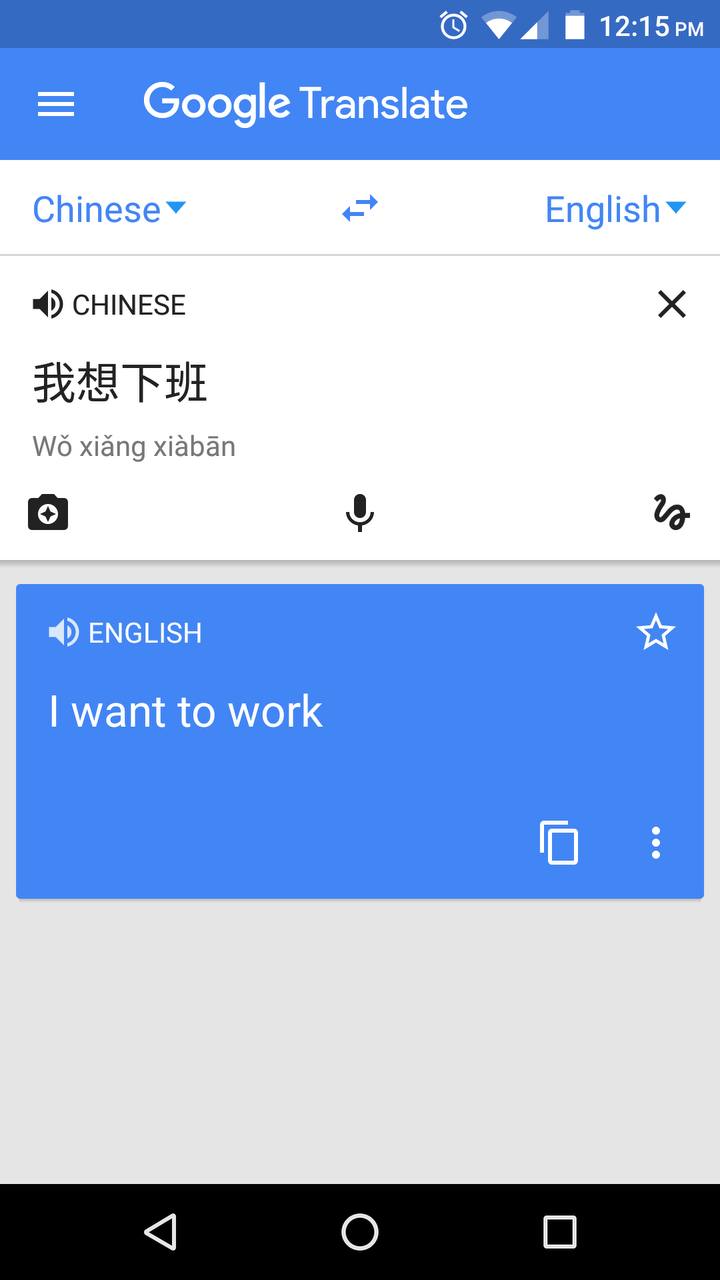 12:15 PM
Google Translate
Chinese English
CHINESE
我想下班
Wǒ xiǎng xiàbān
ENGLISH
I want to work